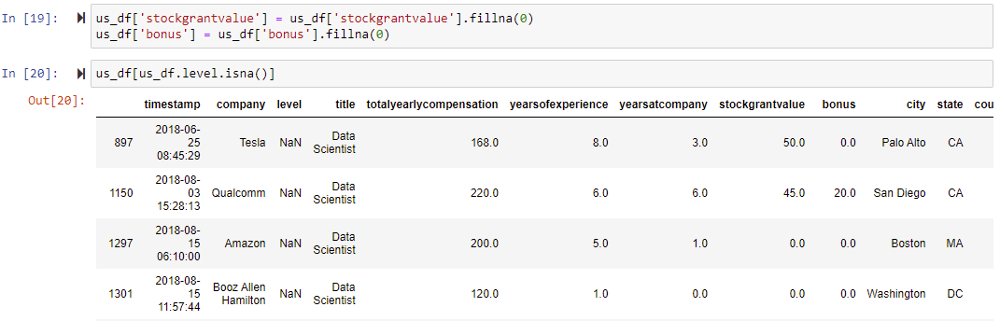 In [19]: us_df['stockgrantvalue'] = us_df['stockgrantvalue'].fillna(0)
us_df['bonus'] = us_df['bonus'].fillna(0)
In [20]: us_df[us_df.level.isna()]
Out[20]:
timestamp company level title totalyearlycompensation yearsofexperience yearsatcompany stockgrantvalue bonus city state cou
897 2018-06-25 08:45:29 Tesla NaN Data Scientist 168.0 8.0 3.0 50.0 0.0 Palo Alto CA
1150 2018-08-03 15:28:13 Qualcomm NaN Data Scientist 220.0 6.0 6.0 45.0 20.0 San Diego CA
1297 2018-08-15 06:10:00 Amazon NaN Data Scientist 200.0 5.0 1.0 0.0 0.0 Boston MA
1301 2018-08-15 11:57:44 Booz Allen Hamilton NaN Data Scientist 120.0 1.0 0.0 0.0 0.0 Washington DC